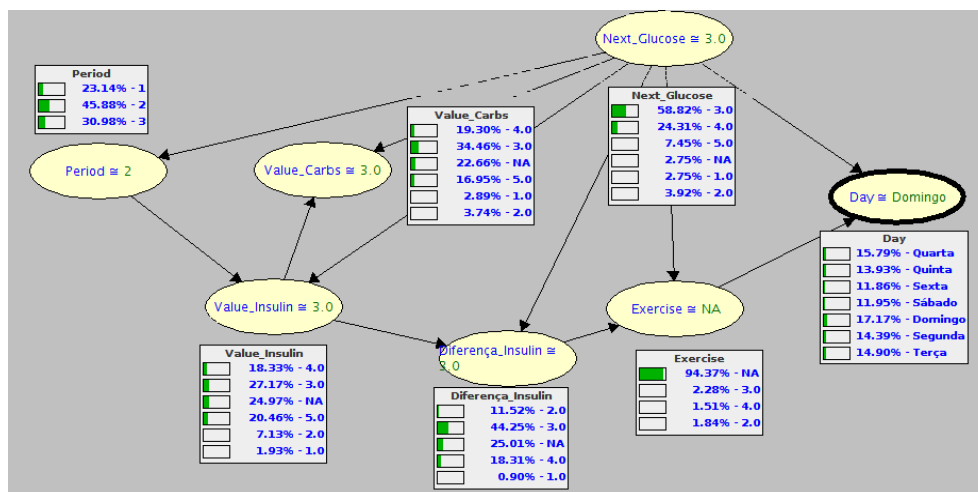 Next_Glucose ≅ 3.0
Period
23.14% - 1
45.88% - 2
30.98% - 3
Value_Carbs
19.30% - 4.0
34.46% - 3.0
22.66% - NA
16.95% - 5.0
2.89% - 1.0
3.74% - 2.0
Next_Glucose
58.82% - 3.0
24.31% - 4.0
7.45% - 5.0
2.75% - NA
2.75% - 1.0
3.92% - 2.0
Period ≅ 2
Value_Carbs ≅ 3.0
Day ≅ Domingo
Day
15.79% - Quarta
13.93% - Quinta
11.86% - Sexta
11.95% - Sábado
17.17% - Domingo
14.39% - Segunda
14.90% - Terça
Value_Insulin ≅ 3.0
Exercise ≅ NA
Diferença_Insulin ≅
3.0
Value_Insulin
18.33% - 4.0
27.17% - 3.0
24.97% - NA
20.46% - 5.0
7.13% - 2.0
1.93% - 1.0
Exercise
94.37% - NA
2.28% - 3.0
1.51% - 4.0
1.84% - 2.0
Diferença_Insulin
11.52% - 2.0
44.25% - 3.0
25.01% - NA
18.31% - 4.0
0.90% - 1.0